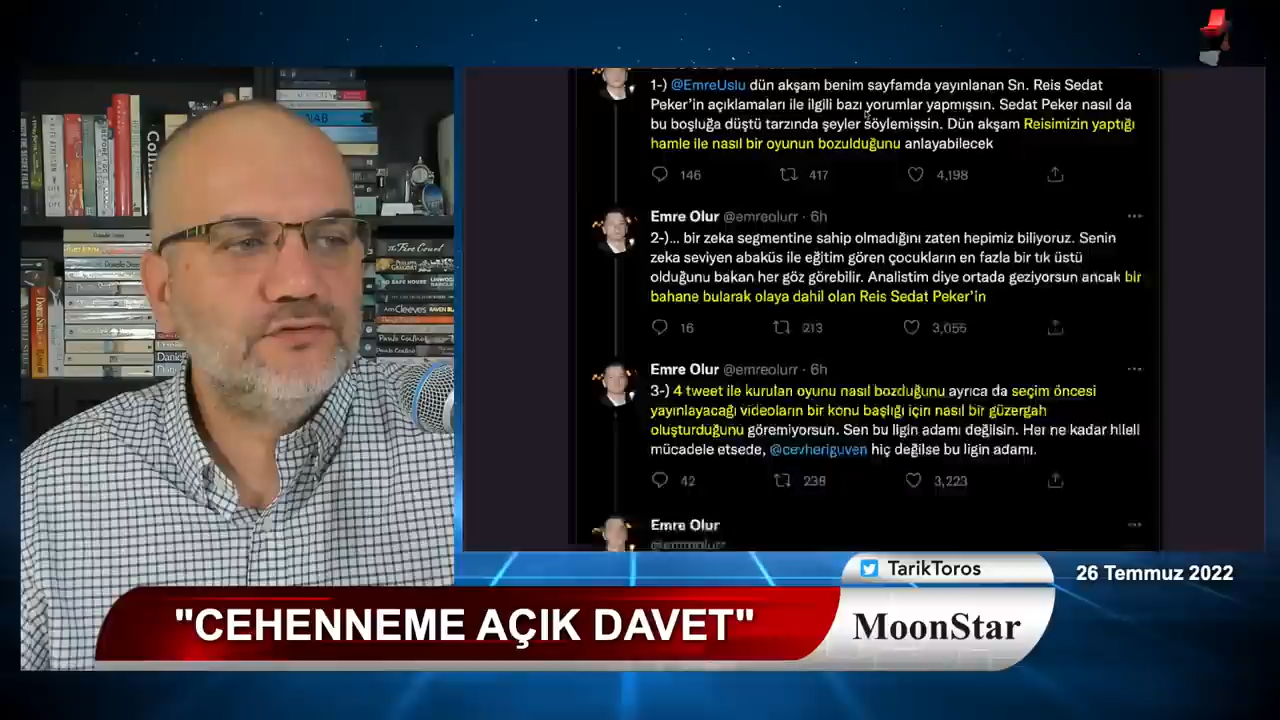 1-) @EmreUslu dün akşam benim sayfamda yayınlanan Sn. Reis Sedat
Peker'in açıklamaları ile ilgili bazı yorumlar yapmışsın. Sedat Peker nasıl da
bu boşluğa düştü tarzında şeyler söylemişsin. Dün akşam Reisimizin yaptığı
hamle ile nasıl bir oyunun bozulduğunu anlayabilecek
146 417 4,198
Emre Olur @emreolurr · 6h
2-)... bir zeka segmentine sahip olmadığını zaten hepimiz biliyoruz. Senin
zeka seviyen abaküs ile eğitim gören çocukların en fazla bir tık üstü
olduğunu bakan her göz görebilir. Analistim diye ortada geziyorsun ancak bir
bahane bularak olaya dahil olan Reis Sedat Peker'in
16 213 3,055
Emre Olur @emreolurr · 6h
3-) 4 tweet ile kurulan oyunu nasıl bozduğunu ayrıca da seçim öncesi
yayınlayacağı videoların bir konu başlığı için nasıl bir güzergah
oluşturduğunu göremiyorsun. Sen bu ligin adamı değilsin. Her ne kadar hileli
mücadele etsede, @cevheriguven hiç değilse bu ligin adamı.
42 238 3,223
Emre Olur
@emreolurr
TarikToros
26 Temmuz 2022
"CEHENNEME AÇIK DAVET"
MoonStar